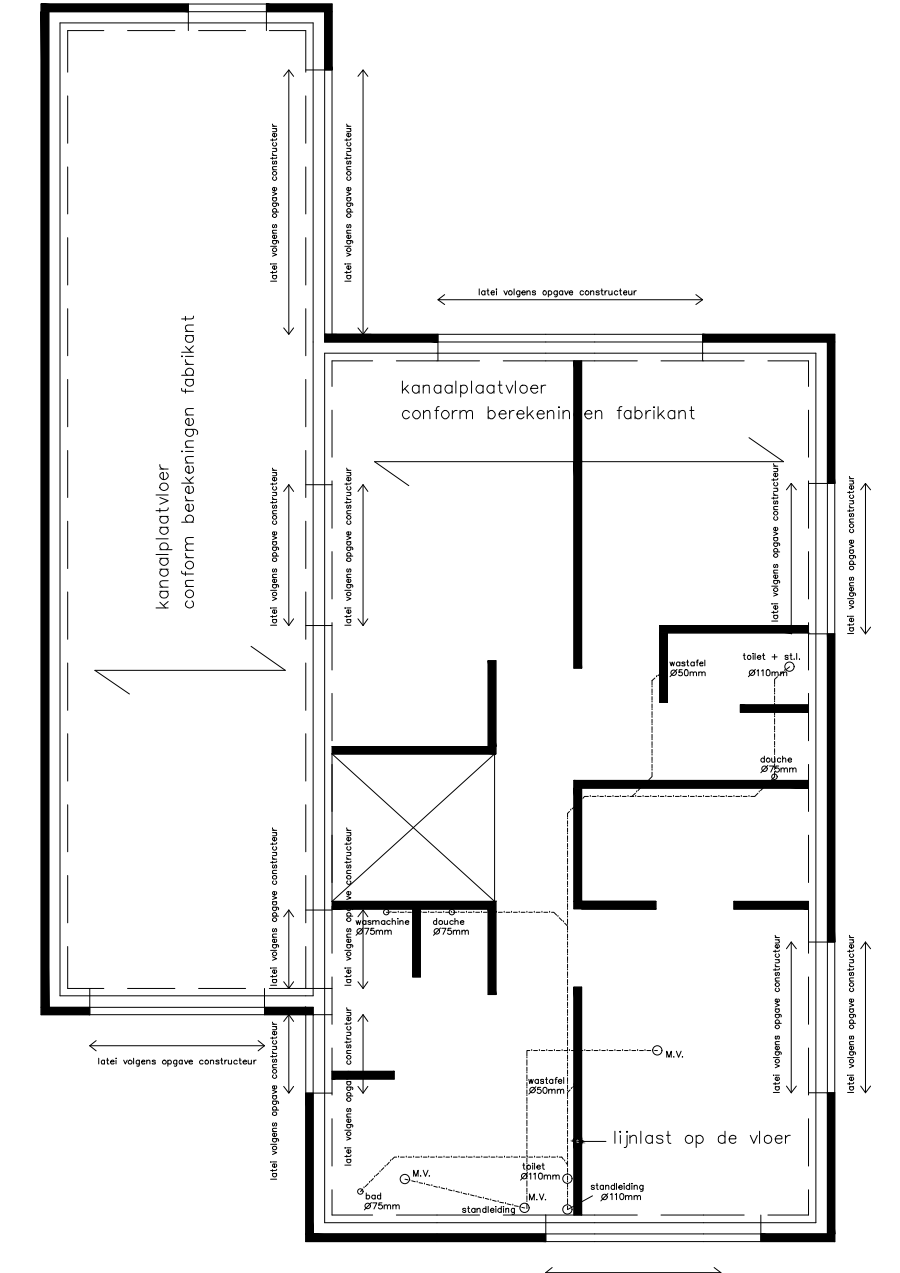 latei volgens opgave constructeur
latei volgens opgave constructeur
latei volgens opgave constructeur
kanaalplaatvloer
conform berekeningen fabrikant
kanaalplaatvloer
conform berekeningen fabrikant
latei volgens opgave constructeur
latei volgens opgave constructeur
latei volgens opgave constructeur
latei volgens opgave constructeur
wastafel
Ø50mm
toilet + st.l.
Ø110mm
douche
Ø75mm
latei volgens opgave constructeur
latei volgens opgave constructeur
wasmachine
Ø75mm
douche
Ø75mm
latei volgens opgave constructeur
latei volgens opgave constructeur
latei volgens opgave constructeur
latei volgens opgave constructeur
latei volgens opgave constructeur
M.V.
wastafel
Ø50mm
lijnlast op de vloer
toilet
Ø110mm
M.V.
bad
Ø75mm
M.V.
standleiding
standleiding
Ø110mm